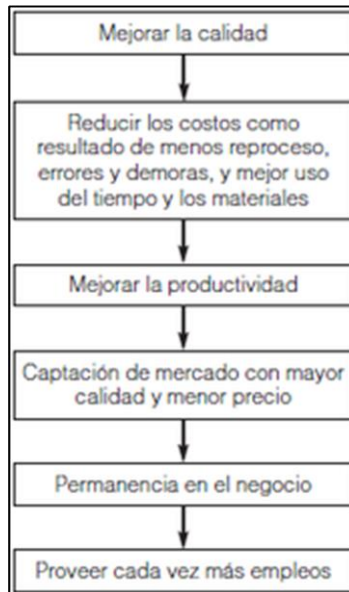 Mejorar la calidad
Reducir los costos como
resultado de menos reproceso,
errores y demoras, y mejor uso
del tiempo y los materiales
Mejorar la productividad
Captación de mercado con mayor
calidad y menor precio
Permanencia en el negocio
Proveer cada vez más empleos